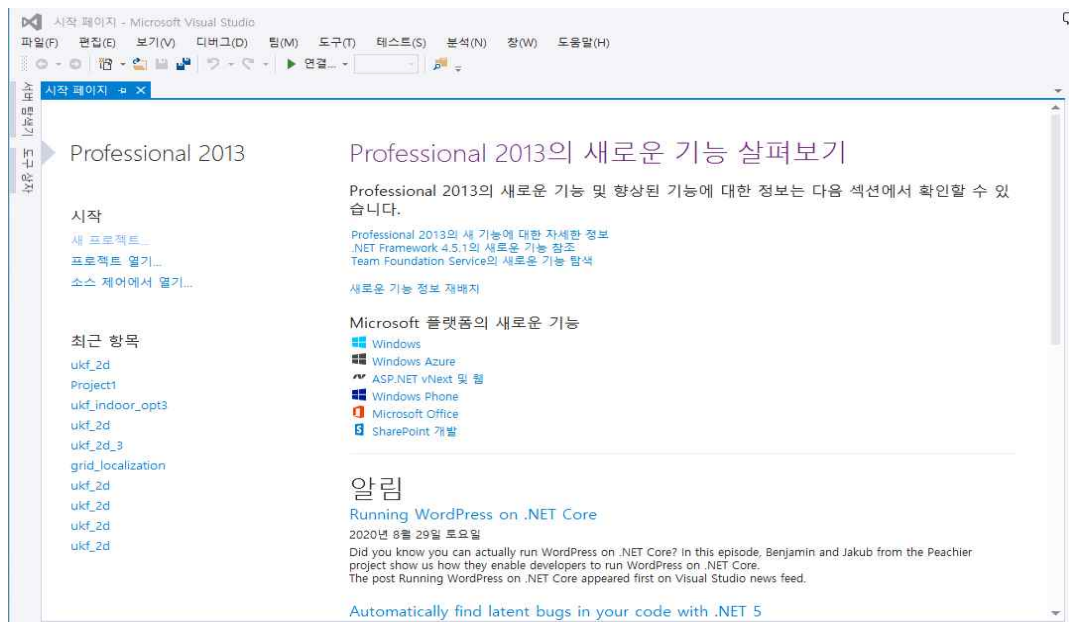 시작 페이지 - Microsoft Visual Studio
파일(F) 편집(E) 보기(V) 디버그(D) 팀(M) 도구(T) 테스트(S) 분석(N) 창(W) 도움말(H)
연결...
서버 탐색기
도구 상자
시작 페이지
Professional 2013
시작
새 프로젝트...
프로젝트 열기...
소스 제어에서 열기...
최근 항목
ukf_2d
Project1
ukf_indoor_opt3
ukf_2d
ukf_2d_3
grid_localization
ukf_2d
ukf_2d
ukf_2d
ukf_2d
Professional 2013의 새로운 기능 살펴보기
Professional 2013의 새로운 기능 및 향상된 기능에 대한 정보는 다음 섹션에서 확인할 수 있
습니다.
Professional 2013의 새 기능에 대한 자세한 정보
.NET Framework 4.5.1의 새로운 기능 참조
Team Foundation Service의 새로운 기능 탐색
새로운 기능 정보 재배치
Microsoft 플랫폼의 새로운 기능
Windows
Windows Azure
ASP.NET vNext 및 웹
Windows Phone
Microsoft Office
SharePoint 개발
알림
Running WordPress on .NET Core
2020년 8월 29일 토요일
Did you know you can actually run WordPress on .NET Core? In this episode, Benjamin and Jakub from the Peachier
project show us how they enable developers to run WordPress on .NET Core.
The post Running WordPress on .NET Core appeared first on Visual Studio news feed.
Automatically find latent bugs in your code with .NET 5